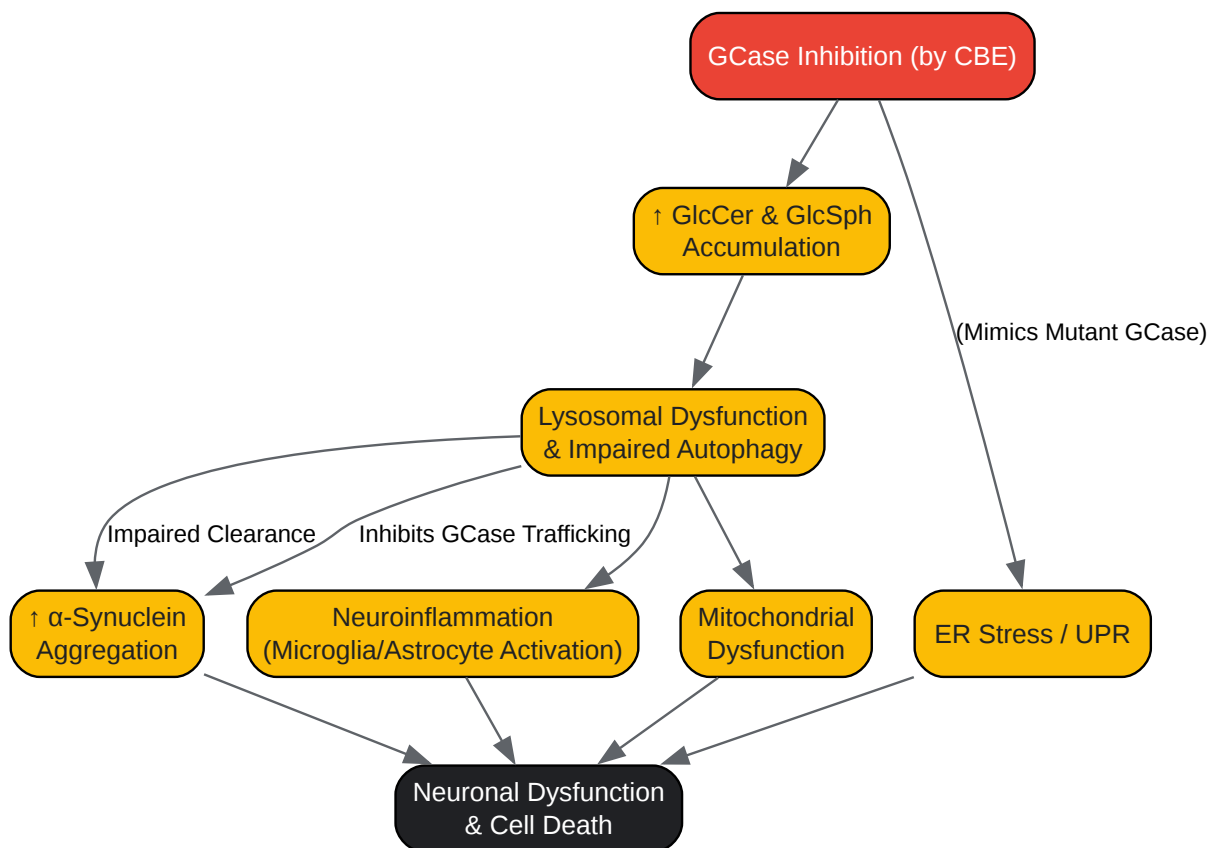 GCase Inhibition (by CBE)
↑ GlcCer & GlcSph
Accumulation
(Mimics Mutant GCase)
Lysosomal Dysfunction
& Impaired Autophagy
Impaired Clearance
Inhibits GCase Trafficking
↑ α-Synuclein
Aggregation
Neuroinflammation
(Microglia/Astrocyte Activation)
Mitochondrial
Dysfunction
ER Stress / UPR
Neuronal Dysfunction
& Cell Death